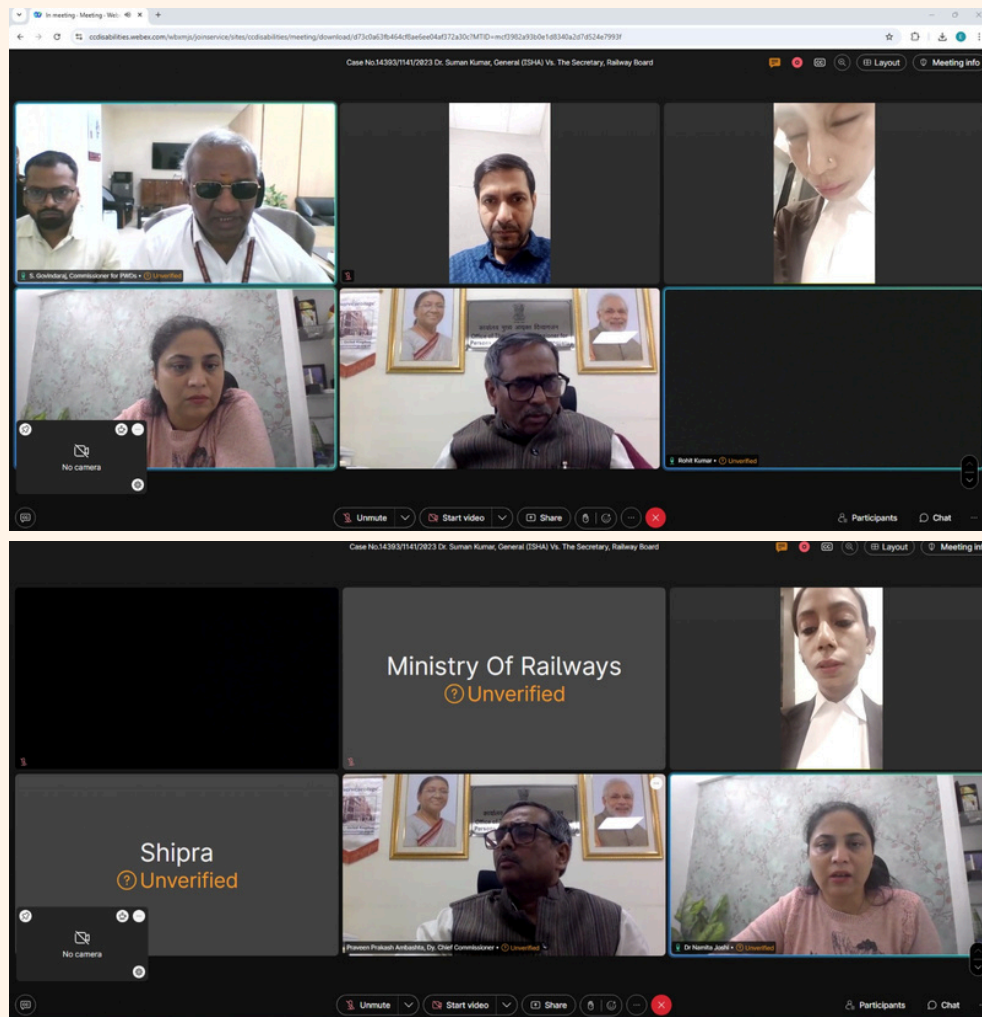 In meeting - Meeting - Web
ccdisabilities.webex.com/wbxmjs/joinservice/sites/ccdisabilities/meeting/download/
Case No.14393/1141/2023 Dr. Suman Kumar, General (ISHA) Vs. The Secretary, Railway Board
Layout
Meeting info
S. Govindaraj, Commissioner for PWDs • Unverified
कार्यालय मुख्य आयुक्त दिव्यांगजन
No camera
Rohit Kumar • Unverified
Unmute
Start video
Share
Participants
Chat
Case No.14393/1141/2023 Dr. Suman Kumar, General (ISHA) Vs. The Secretary, Railway Board
Layout
Meeting
Ministry Of Railways
Unverified
Shipra
Unverified
No camera
Praveen Prakash Ambashta, Dy. Chief Commissioner • Unverified
Dr Namita Joshi • Unverified
Unmute
Start video
Share
Participants
Chat